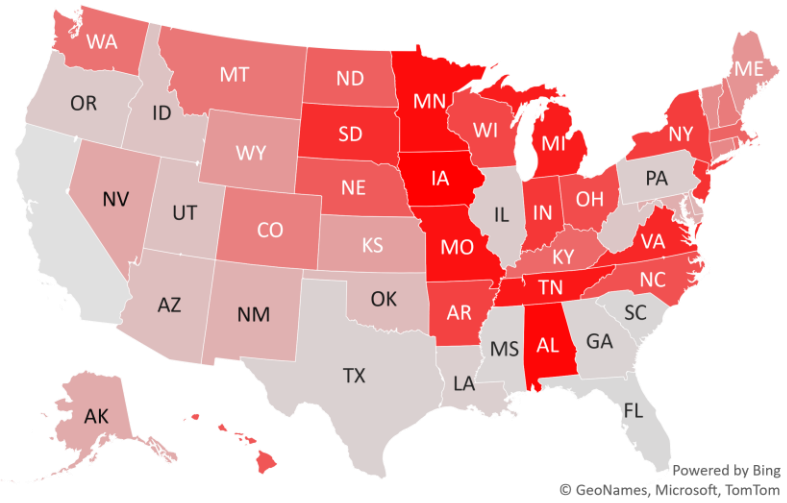 WA
MT
ND
MN
ME
OR
ID
SD
WI
MI
NY
WY
NE
IA
PA
NV
UT
CO
KS
MO
IL
IN
OH
KY
VA
AZ
NM
OK
AR
TN
NC
SC
TX
LA
MS
AL
GA
FL
AK
Powered by Bing
© GeoNames, Microsoft, TomTom